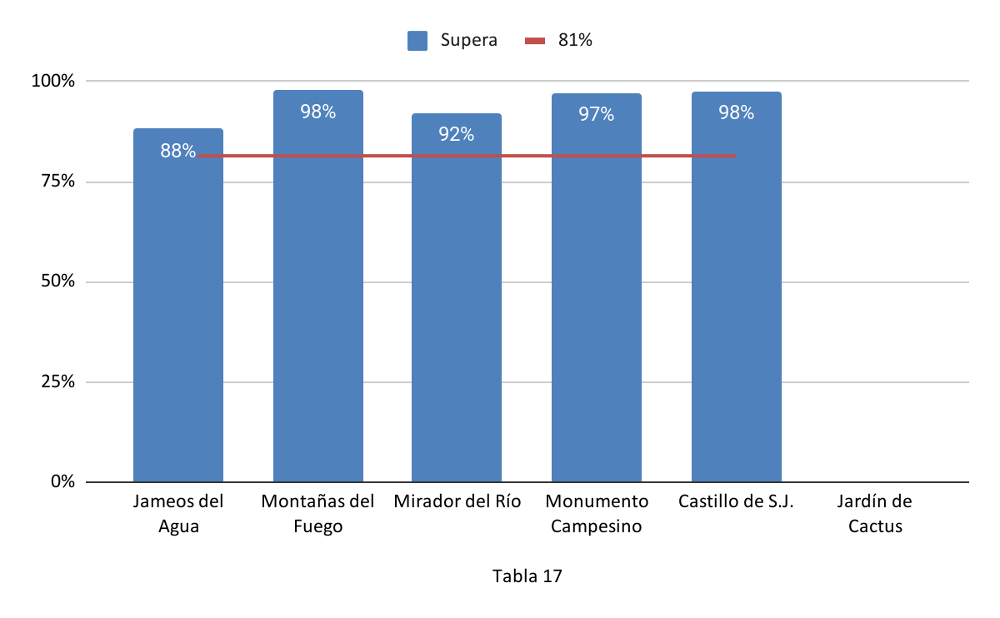 Supera 81%
100%
75%
50%
25%
0%
88%
98%
92%
97%
98%
Jameos del
Agua
Montañas del
Fuego
Mirador del Río
Monumento
Campesino
Castillo de S.J.
Jardín de
Cactus
Tabla 17